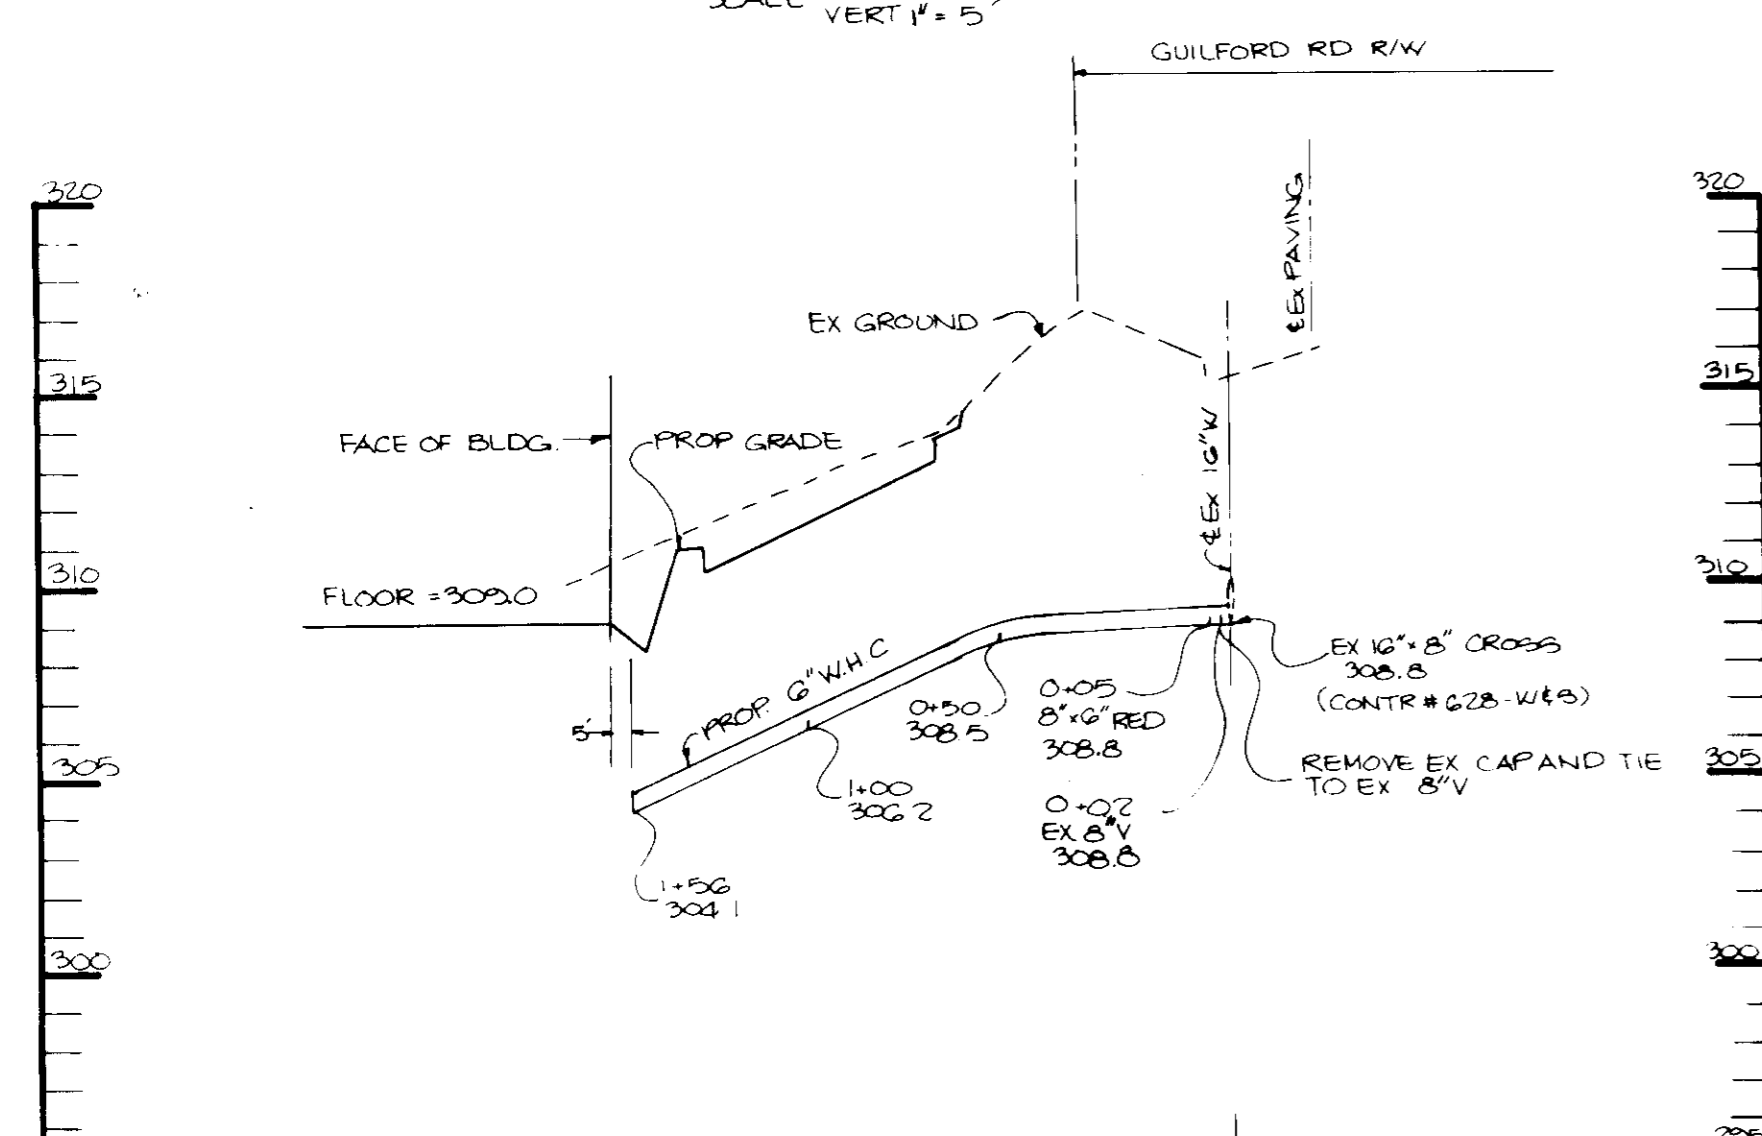 VERT 1" = 5'
GUILFORD RD R/W
320
320
℄ EX PAVING
EX GROUND
315
315
FACE OF BLDG.
PROP GRADE
℄ EX 16" W
310
310
FLOOR = 309.0
EX 16" x 8" CROSS
308.8
(CONTR # 628-W&S)
PROP. 6" W.H.C
0+50
308.5
0+05
8" x 6" RED
308.8
5'
305
305
REMOVE EX CAP AND TIE
TO EX 8" V
1+00
306.2
0+02
EX 8" V
308.8
1+56
304.1
300
300